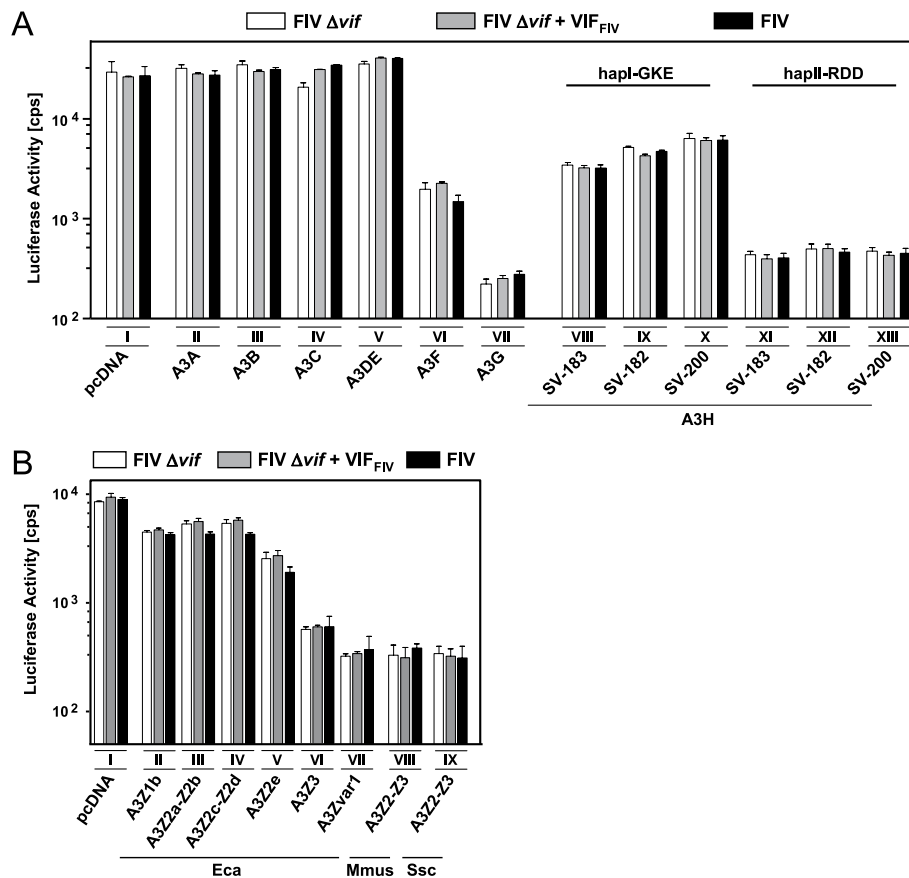 A
FIV Δvif FIV Δvif + VIF_FIV FIV
hapI-GKE hapII-RDD
Luciferase Activity [cps]
10^4
10^3
10^2
I II III IV V VI VII VIII IX X XI XII XIII
pcDNA A3A A3B A3C A3DE A3F A3G SV-183 SV-182 SV-200 SV-183 SV-182 SV-200
A3H
B
FIV Δvif FIV Δvif + VIF_FIV FIV
Luciferase Activity [cps]
10^4
10^3
10^2
I II III IV V VI VII VIII IX
pcDNA A3Z1b A3Z2a-Z2b A3Z2c-Z2d A3Z2e A3Z3 A3Zvar1 A3Z2-Z3 A3Z2-Z3
Eca Mmus Ssc